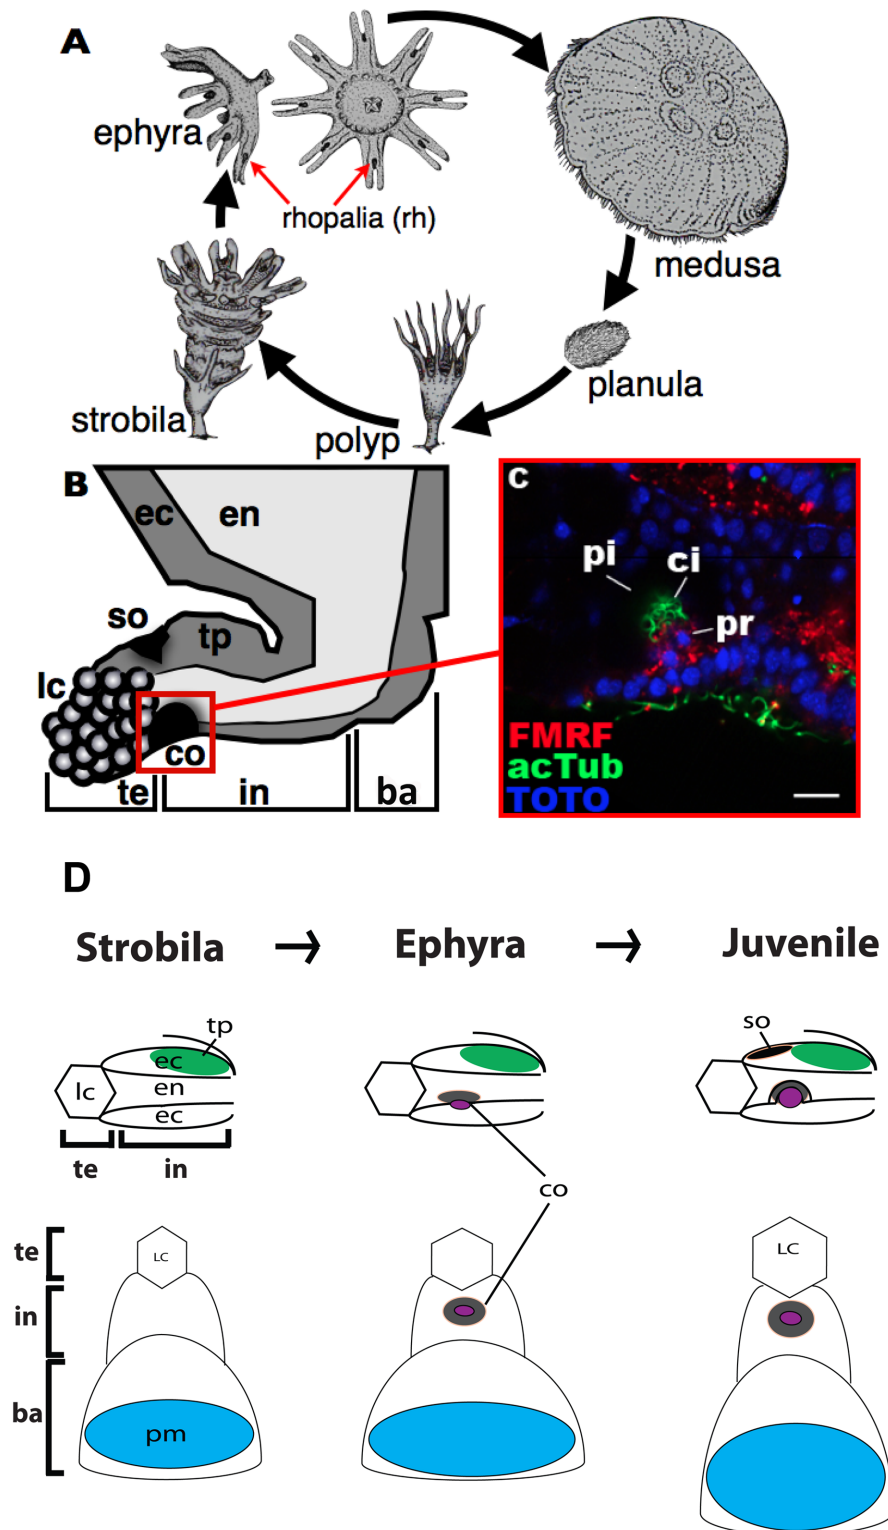 A
ephyra
rhopalia (rh)
medusa
planula
polyp
strobila
B
ec
en
so
tp
lc
co
te
in
ba
C
pi
ci
pr
FMRF
acTub
TOTO
D
Strobila → Ephyra → Juvenile
tp
ec
lc
en
ec
te
in
so
co
te
LC
LC
in
ba
pm